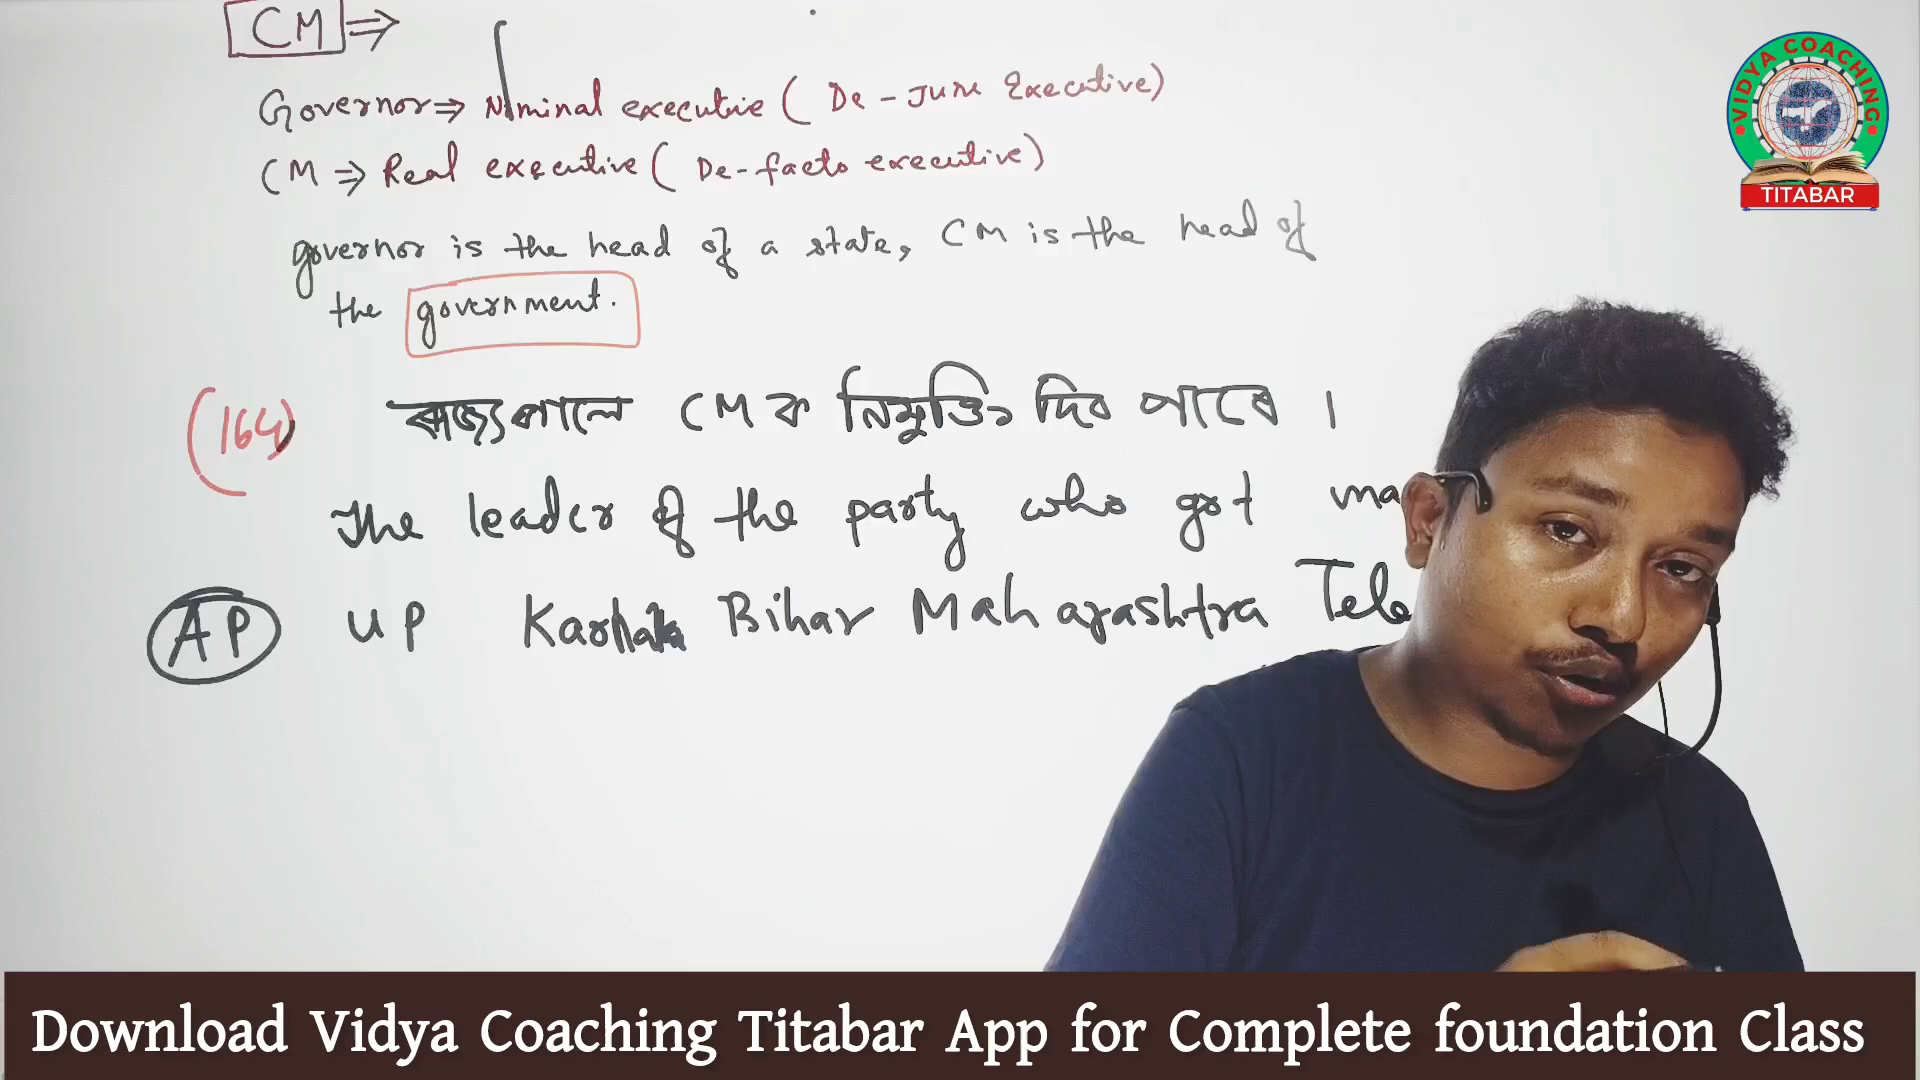 CM ⇒
Governor ⇒ Nominal executive ( De - Jure Executive)
CM ⇒ Real executive ( De - facto executive)
governor is the head of a state, CM is the head of
the government.
(164) ৰাজ্যপালে CM ক নিযুক্তি দিব পাৰে ।
The leader of the party who got ma
AP UP Bihar Maharashtra Tele
VIDYA COACHING
TITABAR
Download Vidya Coaching Titabar App for Complete foundation Class